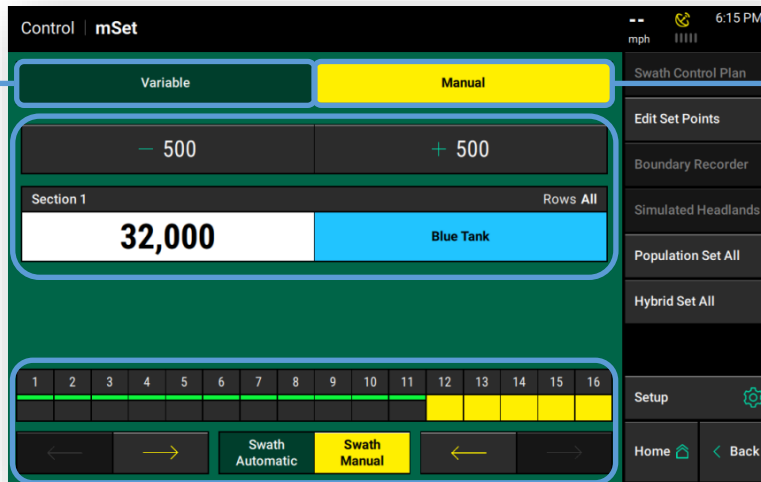 Control | mSet
-- 6:15 PM
mph
Variable Manual
− 500 + 500
Section 1 Rows All
32,000 Blue Tank
1 2 3 4 5 6 7 8 9 10 11 12 13 14 15 16
← → Swath Automatic Swath Manual ← →
Swath Control Plan
Edit Set Points
Boundary Recorder
Simulated Headlands
Population Set All
Hybrid Set All
Setup
Home < Back